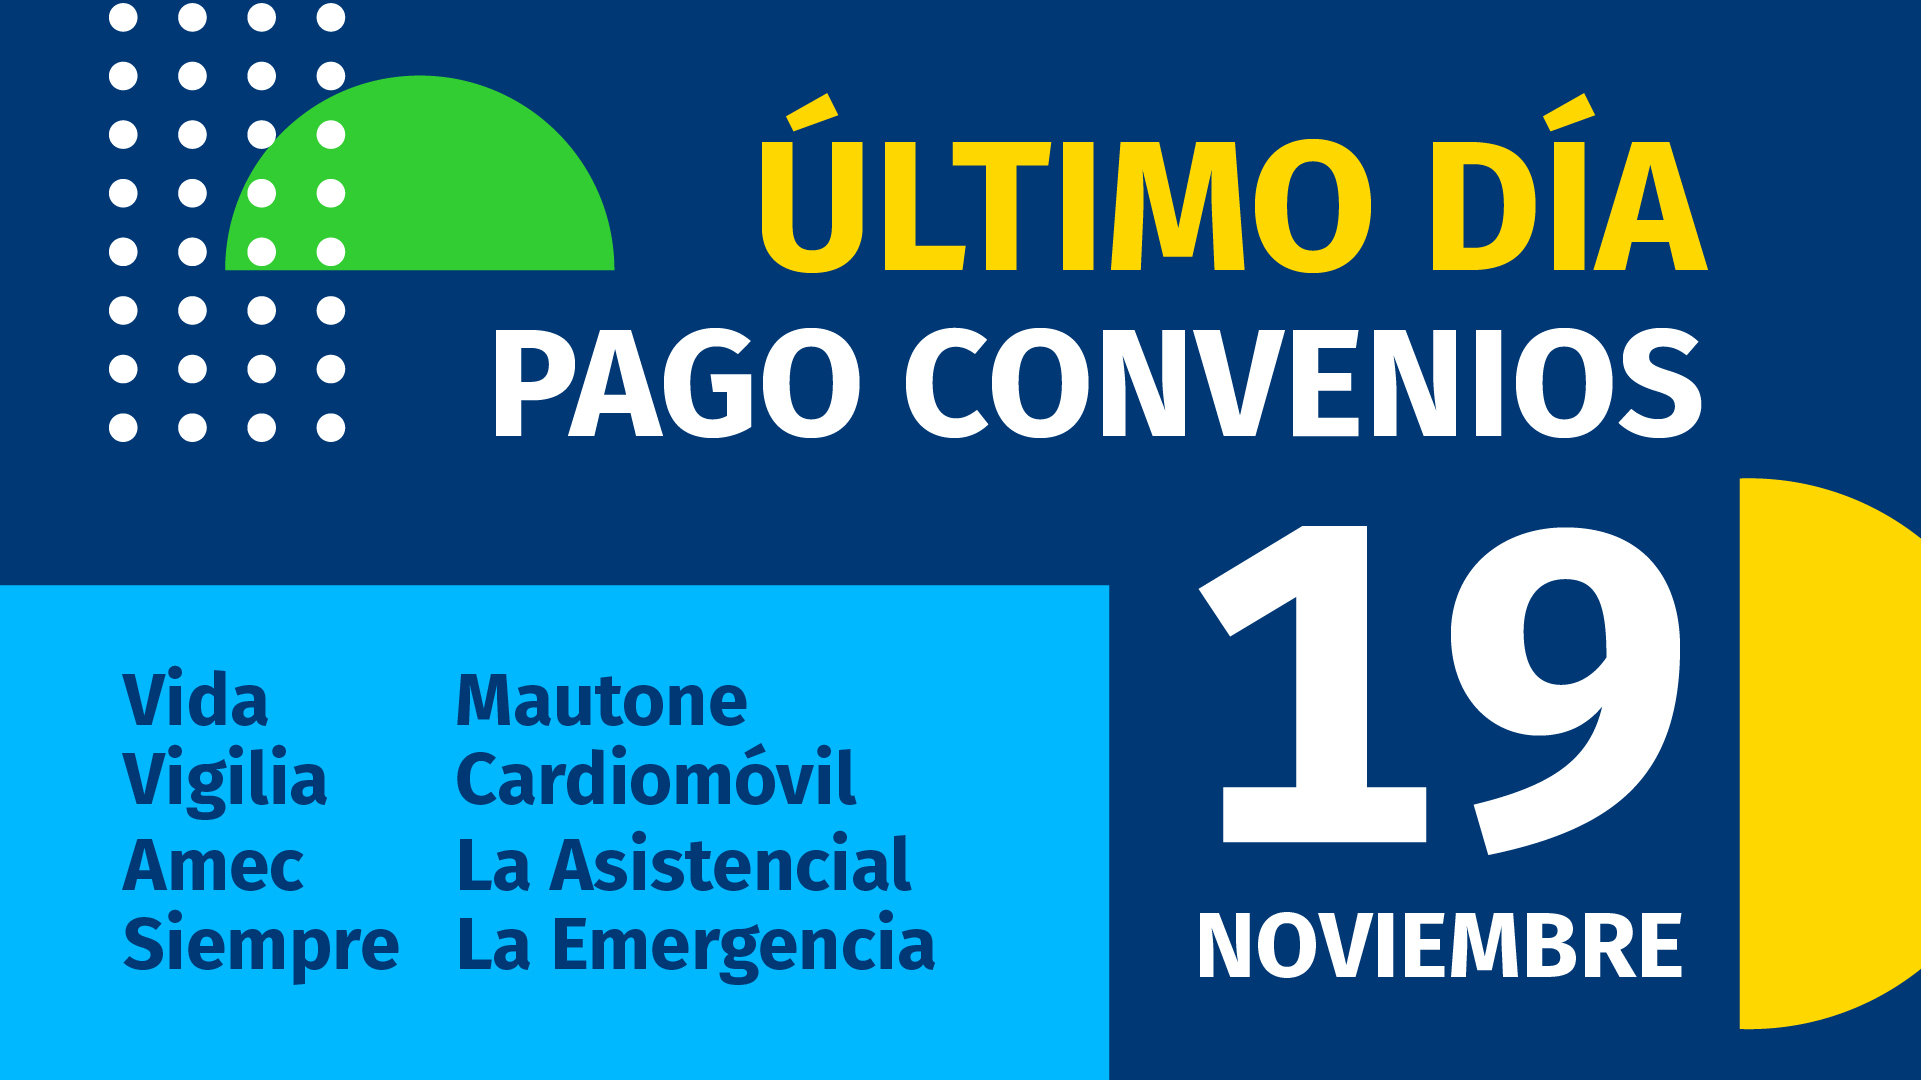 ÚLTIMO DÍA
PAGO CONVENIOS
19
NOVIEMBRE
Vida
Vigilia
Amec
Siempre
Mautone
Cardiomóvil
La Asistencial
La Emergencia